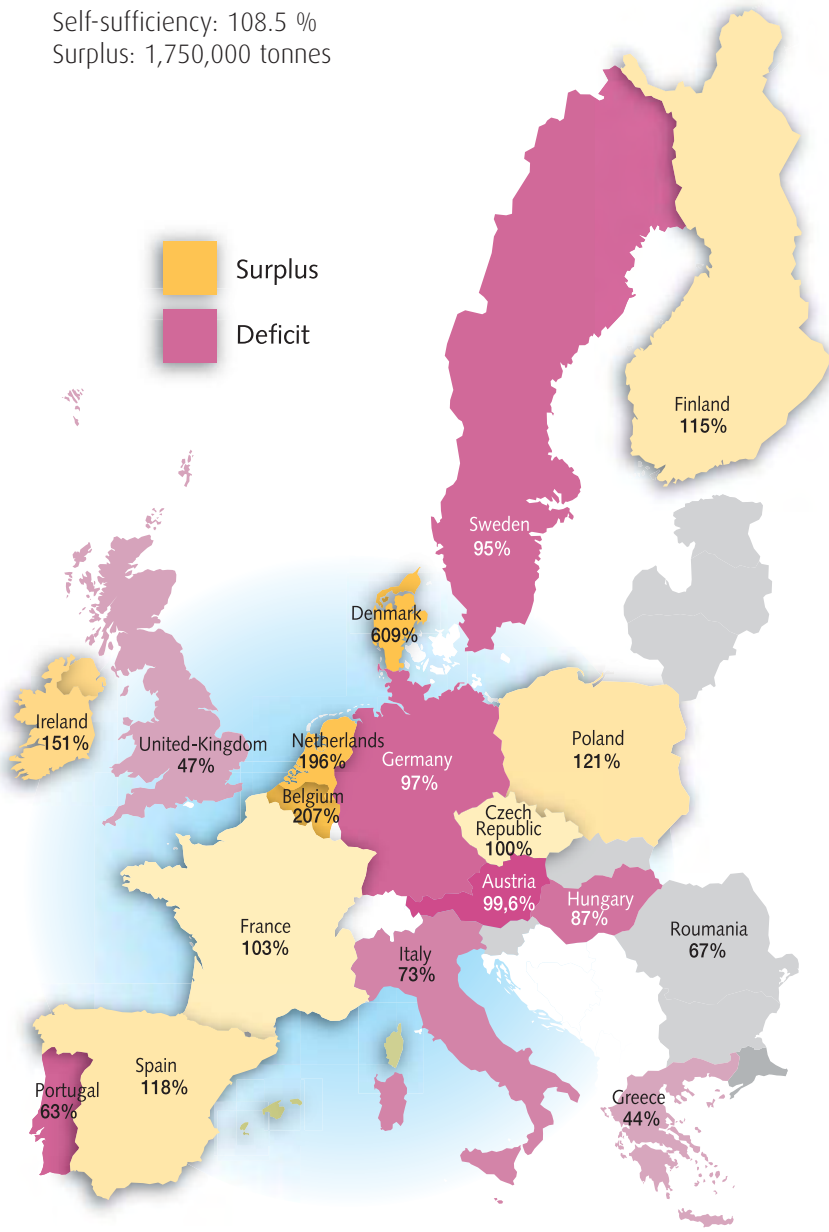 Self-sufficiency: 108.5 %
Surplus: 1,750,000 tonnes
Surplus
Deficit
Finland
115%
Sweden
95%
Denmark
609%
Ireland
151%
United-Kingdom
47%
Netherlands
196%
Belgium
207%
Germany
97%
Poland
121%
Czech
Republic
100%
Austria
99,6%
Hungary
87%
France
103%
Italy
73%
Roumania
67%
Spain
118%
Portugal
63%
Greece
44%